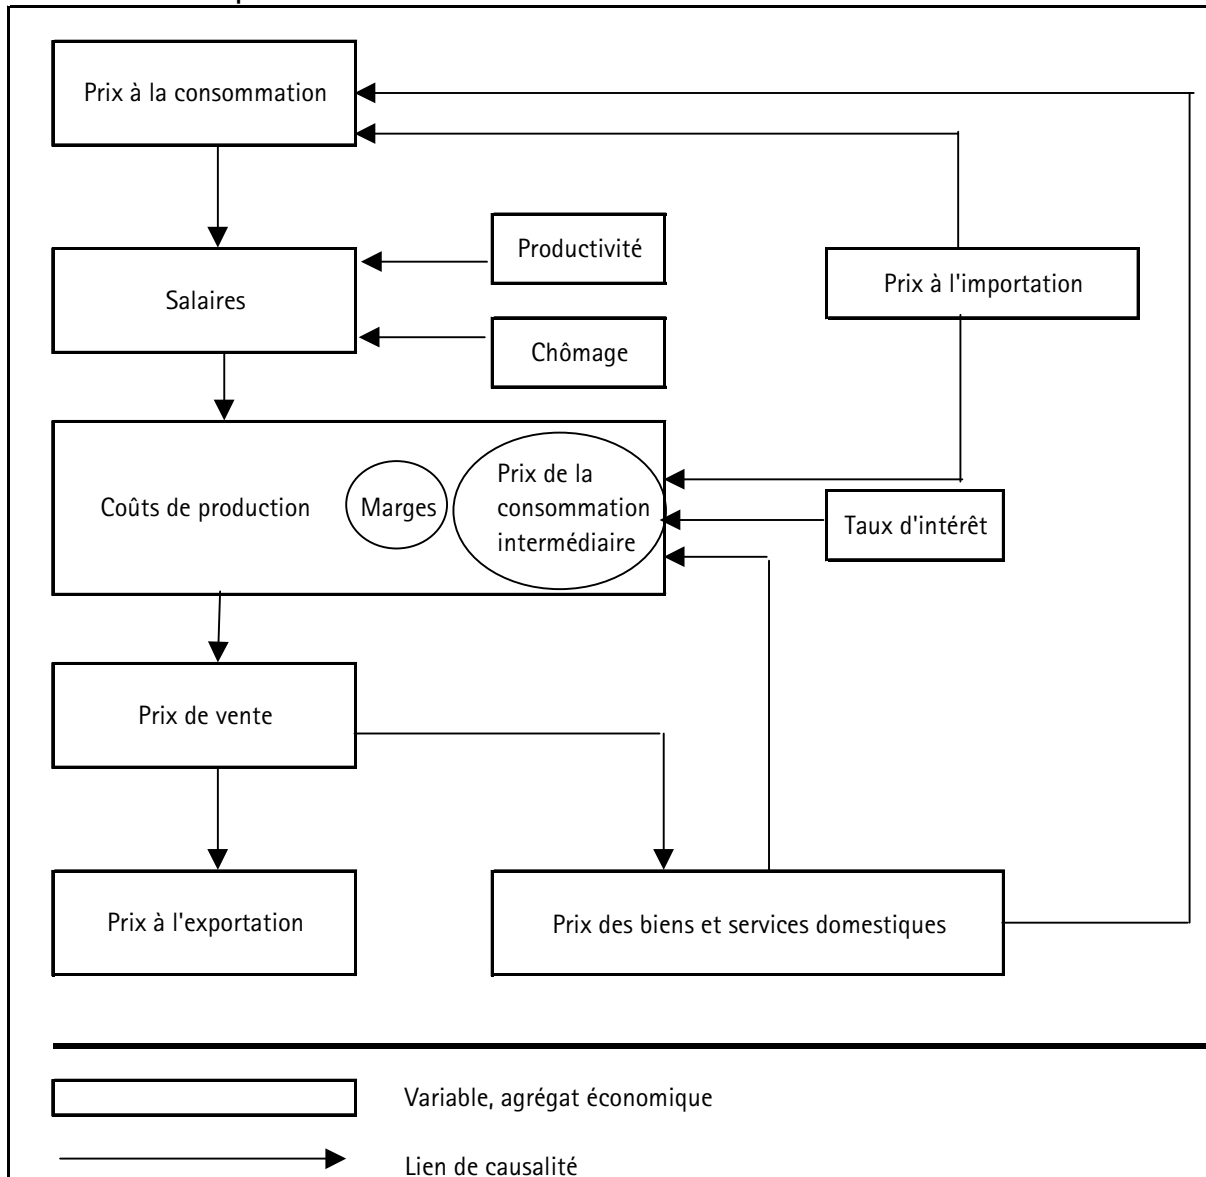 Prix à la consommation
Productivité
Prix à l'importation
Salaires
Chômage
Coûts de production
Marges
Prix de la
consommation
intermédiaire
Taux d'intérêt
Prix de vente
Prix à l'exportation
Prix des biens et services domestiques
Variable, agrégat économique
Lien de causalité